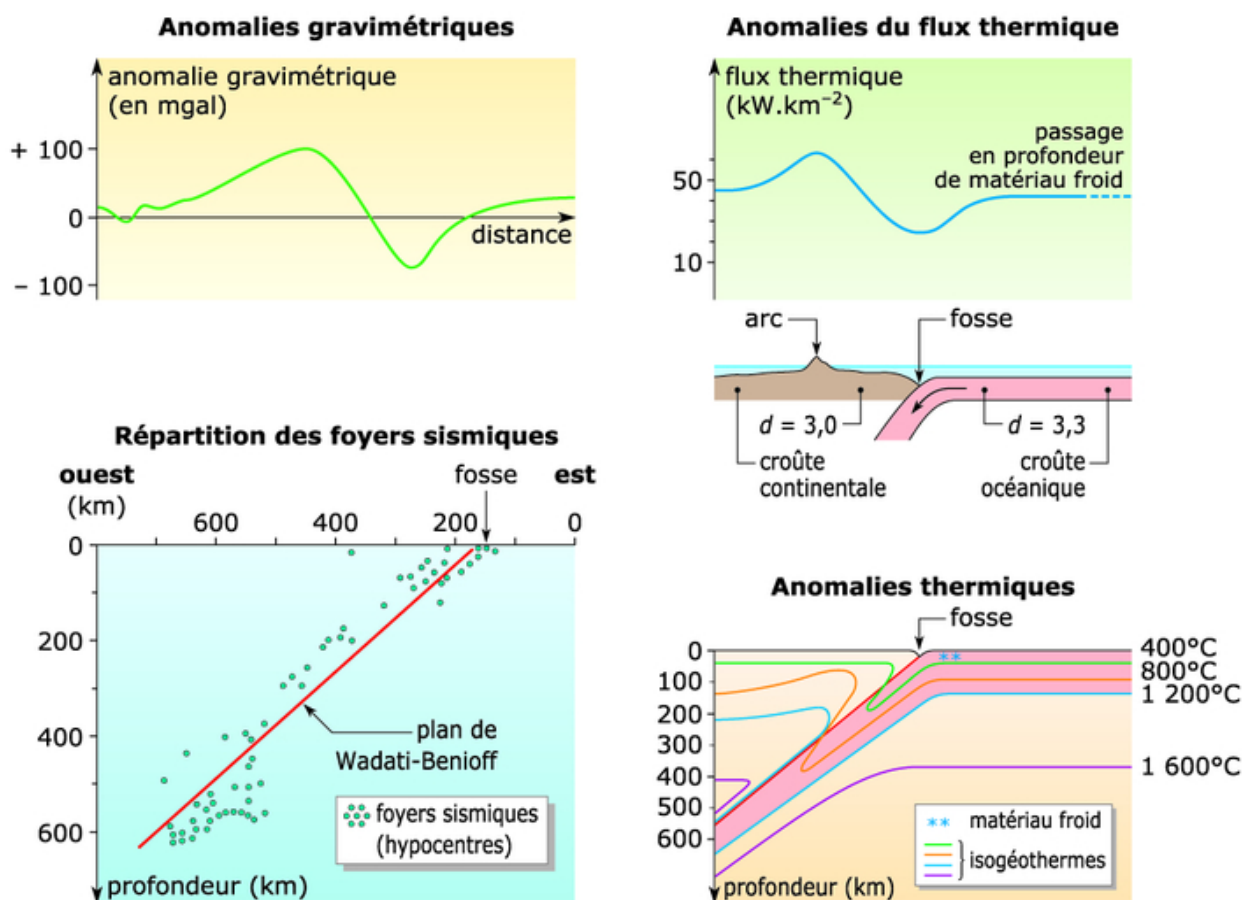 Anomalies gravimétriques
anomalie gravimétrique
(en mgal)
+ 100
0
distance
– 100
Anomalies du flux thermique
flux thermique
(kW.km⁻²)
passage
en profondeur
de matériau froid
50
10
arc
fosse
d = 3,0
d = 3,3
croûte
continentale
croûte
océanique
Répartition des foyers sismiques
ouest
fosse
est
(km)
600
400
200
0
0
200
400
600
plan de
Wadati-Benioff
foyers sismiques
(hypocentres)
profondeur (km)
Anomalies thermiques
fosse
0
100
200
300
400
500
600
400°C
800°C
1 200°C
1 600°C
** matériau froid
isogéothermes
profondeur (km)